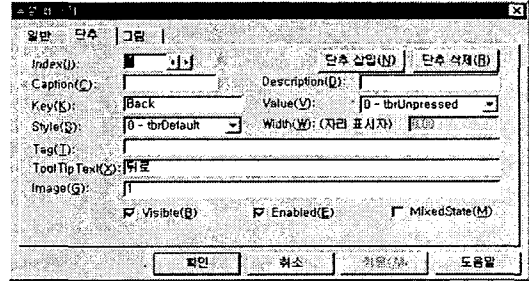 일반 단추 그림
Index(I): 단추 삽입(N) 단추 삭제(R)
Caption(C): Description(D):
Key(K): Back Value(V): 0 - tbrUnpressed
Style(S): 0 - tbrDefault Width(W): (자리 표시자)
Tag(T):
ToolTipText(X): 뒤로
Image(G): 1
Visible(B) Enabled(E) MixedState(M)
확인 취소 도움말